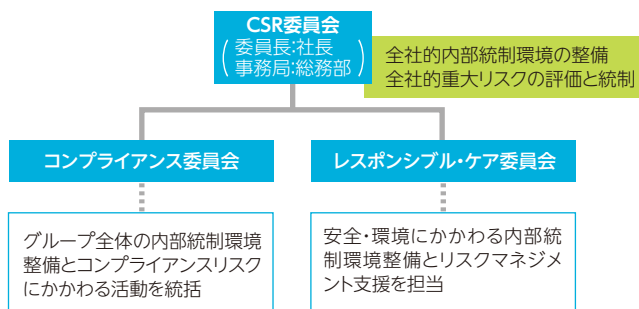 CSR委員会
(委員長:社長
事務局:総務部)
全社的内部統制環境の整備
全社的重大リスクの評価と統制
コンプライアンス委員会
レスポンシブル・ケア委員会
グループ全体の内部統制環境
整備とコンプライアンスリスク
にかかわる活動を統括
安全・環境にかかわる内部統
制環境整備とリスクマネジメ
ント支援を担当